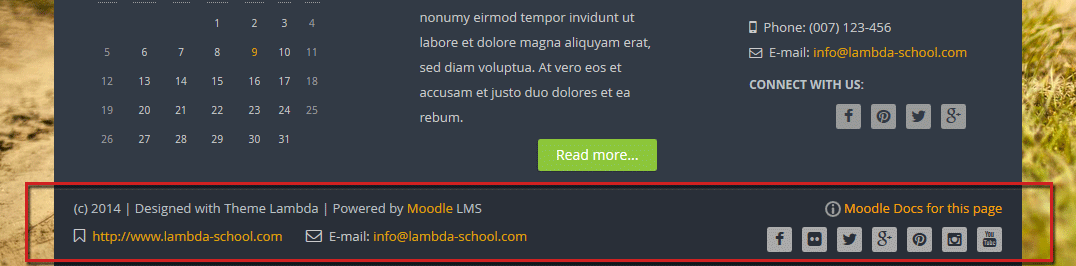 1 2 3 4
5 6 7 8 9 10 11
12 13 14 15 16 17 18
19 20 21 22 23 24 25
26 27 28 29 30 31
nonumy eirmod tempor invidunt ut
labore et dolore magna aliquyam erat,
sed diam voluptua. At vero eos et
accusam et justo duo dolores et ea
rebum.
Read more...
Phone: (007) 123-456
E-mail: info@lambda-school.com
CONNECT WITH US:
(c) 2014 | Designed with Theme Lambda | Powered by Moodle LMS
Moodle Docs for this page
http://www.lambda-school.com E-mail: info@lambda-school.com
You
Tube